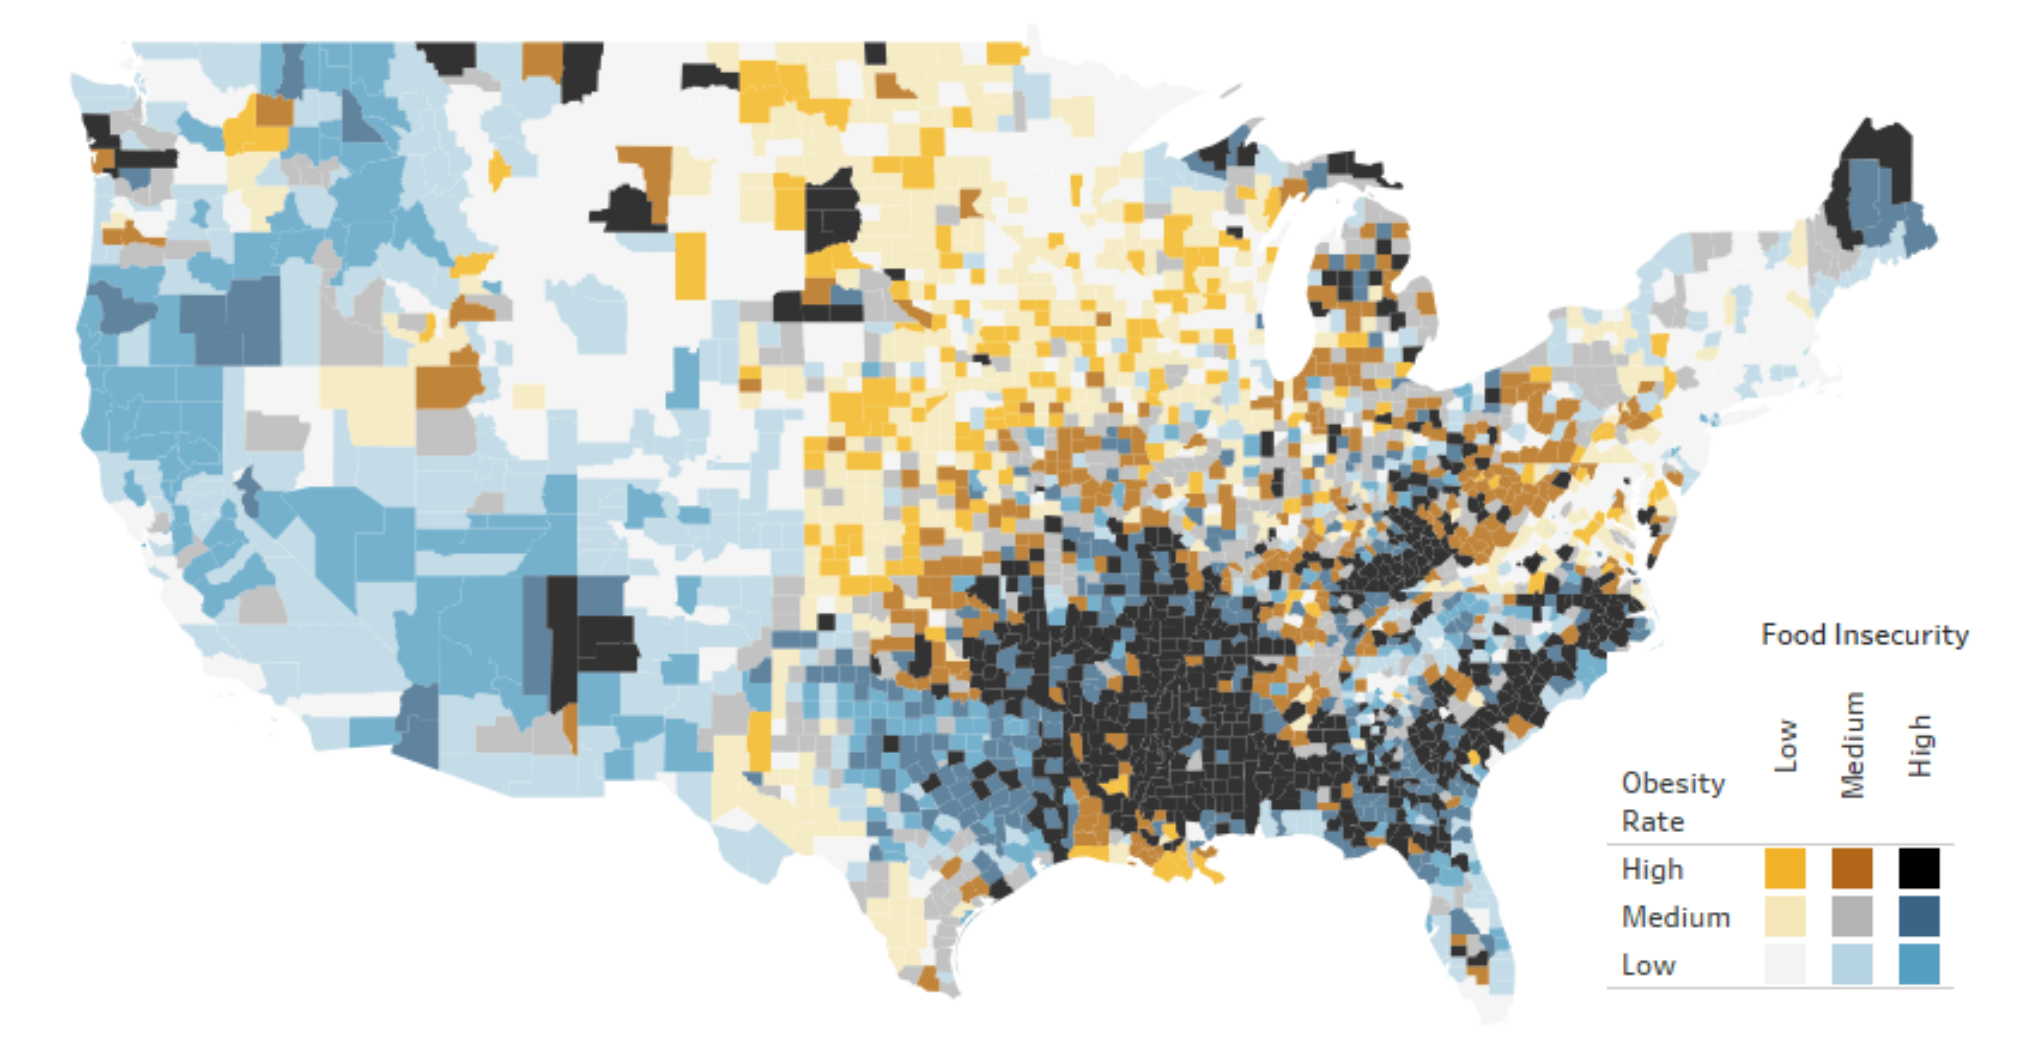 Food Insecurity
Low
Medium
High
Obesity
Rate
High
Medium
Low